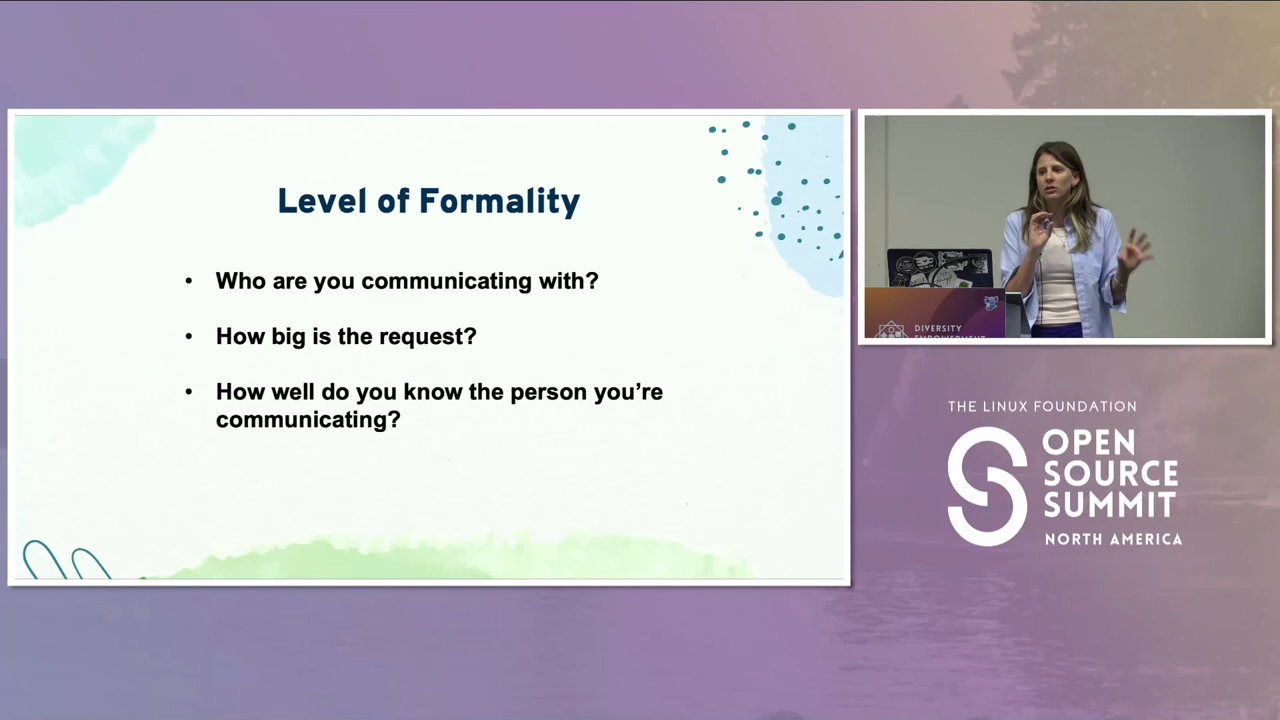 Level of Formality
• Who are you communicating with?
• How big is the request?
• How well do you know the person you’re
communicating?
DIVERSITY
EMPOWERMENT
THE LINUX FOUNDATION
OPEN
SOURCE
SUMMIT
NORTH AMERICA